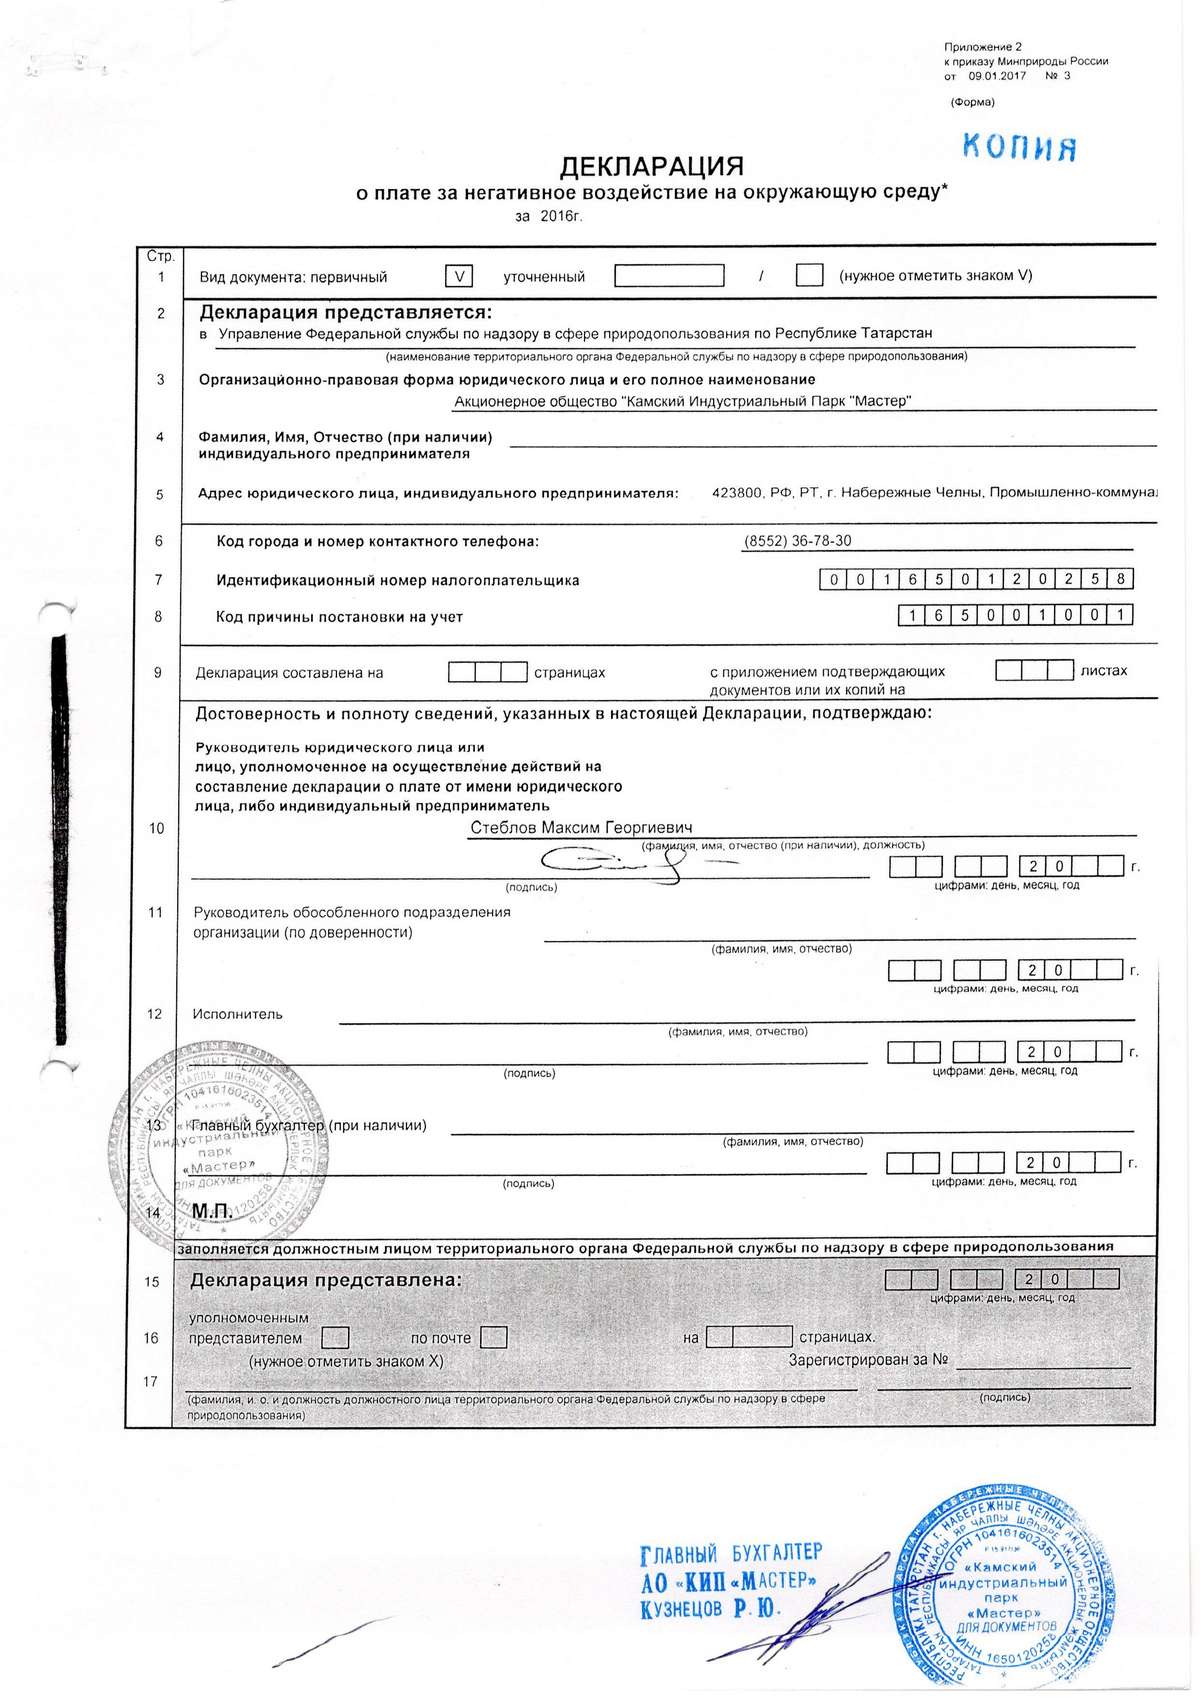 Приложение 2
к приказу Минприроды России
от 09.01.2017 № 3
(Форма)
КОПИЯ
ДЕКЛАРАЦИЯ
о плате за негативное воздействие на окружающую среду*
за 2016г.
Стр.
1 Вид документа: первичный V уточненный / (нужное отметить знаком V)
2 Декларация представляется:
в Управление Федеральной службы по надзору в сфере природопользования по Республике Татарстан
(наименование территориального органа Федеральной службы по надзору в сфере природопользования)
3 Организационно-правовая форма юридического лица и его полное наименование
Акционерное общество "Камский Индустриальный Парк "Мастер"
4 Фамилия, Имя, Отчество (при наличии)
индивидуального предпринимателя
5 Адрес юридического лица, индивидуального предпринимателя: 423800, РФ, РТ, г. Набережные Челны, Промышленно-коммуна
6 Код города и номер контактного телефона: (8552) 36-78-30
7 Идентификационный номер налогоплательщика 0 0 1 6 5 0 1 2 0 2 5 8
8 Код причины постановки на учет 1 6 5 0 0 1 0 0 1
9 Декларация составлена на страницах с приложением подтверждающих листах
документов или их копий на
Достоверность и полноту сведений, указанных в настоящей Декларации, подтверждаю:
Руководитель юридического лица или
лицо, уполномоченное на осуществление действий на
составление декларации о плате от имени юридического
лица, либо индивидуальный предприниматель
10 Стеблов Максим Георгиевич
(фамилия, имя, отчество (при наличии), должность)
2 0 г.
(подпись) цифрами: день, месяц, год
11 Руководитель обособленного подразделения
организации (по доверенности)
(фамилия, имя, отчество)
2 0 г.
цифрами: день, месяц, год
12 Исполнитель
(фамилия, имя, отчество)
2 0 г.
(подпись) цифрами: день, месяц, год
13 Главный бухгалтер (при наличии)
(фамилия, имя, отчество)
2 0 г.
(подпись) цифрами: день, месяц, год
14 М.П.
заполняется должностным лицом территориального органа Федеральной службы по надзору в сфере природопользования
15 Декларация представлена: 2 0
цифрами: день, месяц, год
уполномоченным
16 представителем по почте на страницах.
(нужное отметить знаком X) Зарегистрирован за №
17
(фамилия, и. о. и должность должностного лица территориального органа Федеральной службы по надзору в сфере (подпись)
природопользования)
ОГРН 1041616023514
«Камский
индустриальный
парк
«Мастер»
ДЛЯ ДОКУМЕНТОВ
ГЛАВНЫЙ БУХГАЛТЕР
АО «КИП «МАСТЕР»
КУЗНЕЦОВ Р.Ю.
РЕСПУБЛИКА ТАТАРСТАН г. НАБЕРЕЖНЫЕ ЧЕЛНЫ АКЦИОНЕРНОЕ ОБЩЕСТВО
ОГРН 1041616023514
«Камский
индустриальный
парк
«Мастер»
ДЛЯ ДОКУМЕНТОВ
ИНН 1650120258